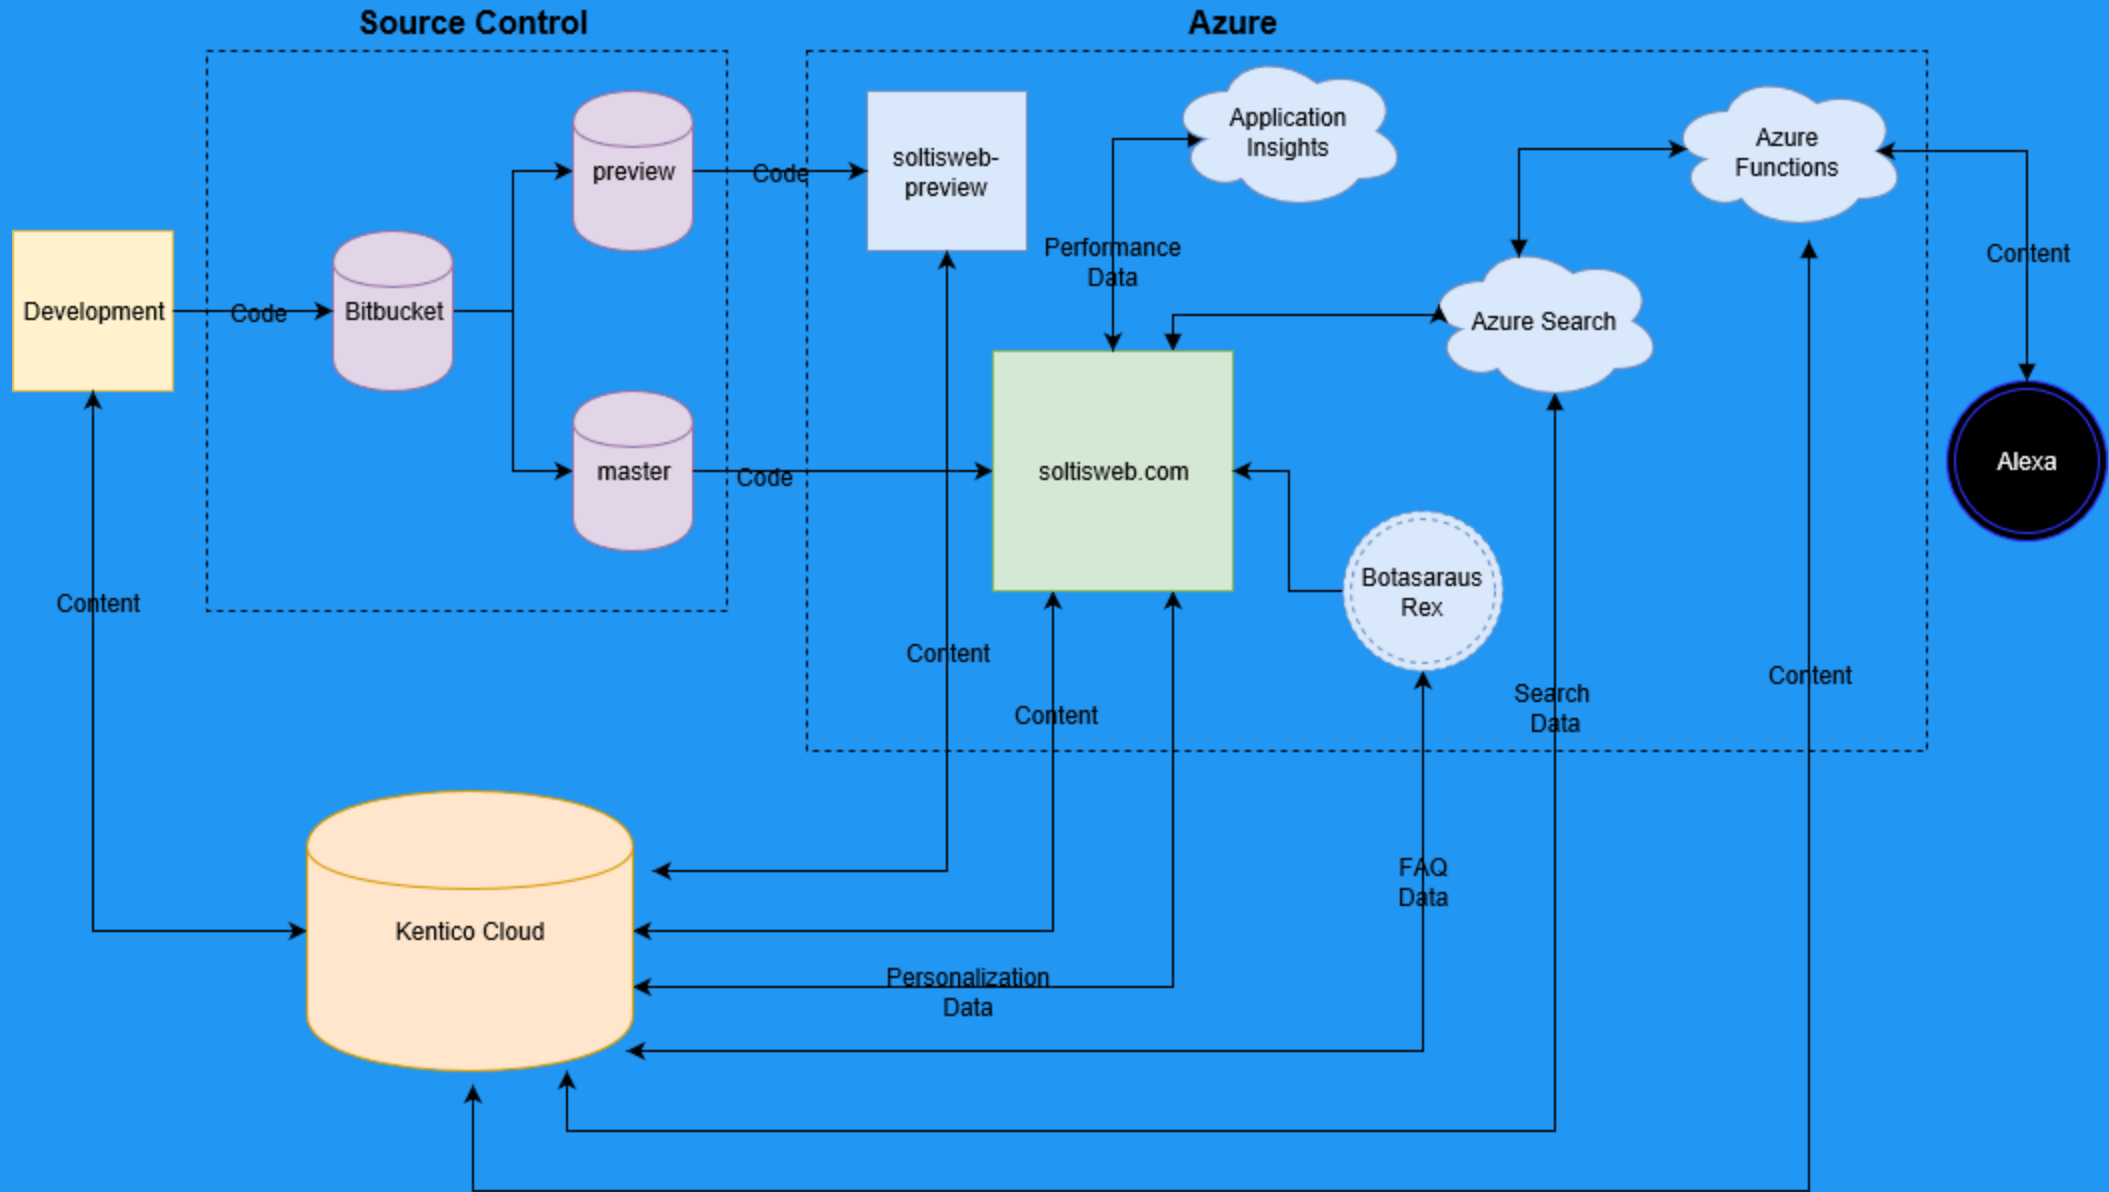 Source Control
Azure
Application
Insights
Azure
Functions
soltisweb-
preview
preview
Code
Performance
Data
Content
Development
Code
Bitbucket
Azure Search
master
Code
soltisweb.com
Alexa
Botasaraus
Rex
Content
Content
Content
Search
Data
Content
FAQ
Data
Kentico Cloud
Personalization
Data